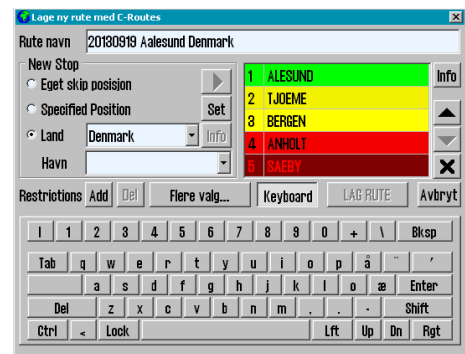 Lage ny rute med C-Routes
Rute navn 20130919 Aalesund Denmark
New Stop
Eget skip posisjon
Specified Position Set
Land Denmark Info
Havn
1 ALESUND
2 TJOEME
3 BERGEN
4 ANHOLT
5 SAEBY
Info
Restrictions Add Del Flere valg... Keyboard LAG RUTE Avbryt
| 1 2 3 4 5 6 7 8 9 0 + \ Bksp
Tab q w e r t y u i o p å ¨ '
a s d f g h j k l ø æ Enter
Del z x c v b n m , . - Shift
Ctrl < Lock Lft Up Dn Rgt